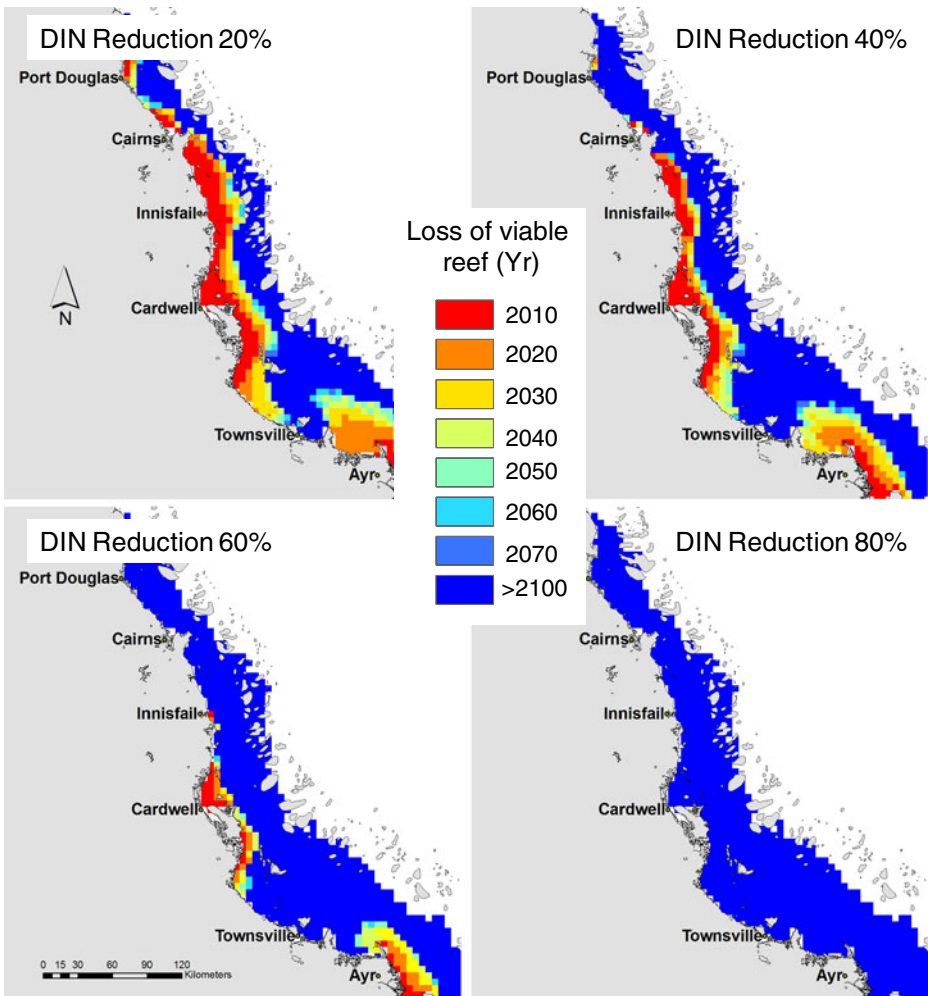 DIN Reduction 20%
Port Douglas
Cairns
Innisfail
N
Cardwell
Townsville
Ayr
DIN Reduction 40%
Port Douglas
Cairns
Innisfail
Cardwell
Townsville
Ayr
Loss of viable
reef (Yr)
2010
2020
2030
2040
2050
2060
2070
>2100
DIN Reduction 60%
Port Douglas
Cairns
Innisfail
Cardwell
Townsville
0 15 30 60 90 120
Kilometers
Ayr
DIN Reduction 80%
Port Douglas
Cairns
Innisfail
Cardwell
Townsville
Ayr